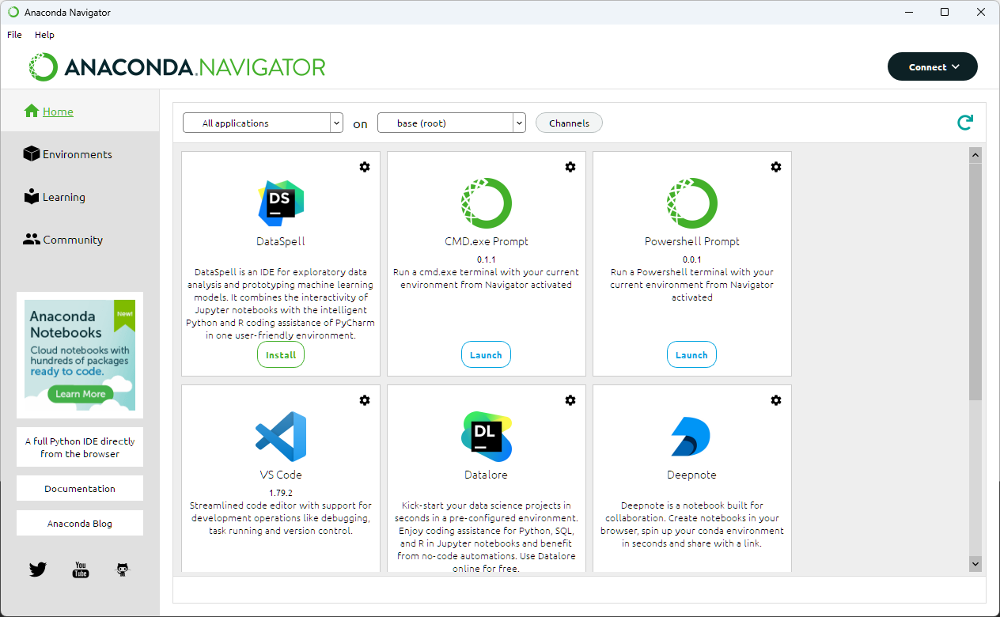 Anaconda Navigator
File Help
ANACONDA.NAVIGATOR
Connect
Home
Environments
Learning
Community
Anaconda
Notebooks
New!
Cloud notebooks with
hundreds of packages
ready to code.
Learn More
A full Python IDE directly
from the browser
Documentation
Anaconda Blog
You
Tube
All applications on base (root) Channels
DS
DataSpell
DataSpell is an IDE for exploratory data
analysis and prototyping machine learning
models. It combines the interactivity of
Jupyter notebooks with the intelligent
Python and R coding assistance of PyCharm
in one user-friendly environment.
Install
CMD.exe Prompt
0.1.1
Run a cmd.exe terminal with your current
environment from Navigator activated
Launch
Powershell Prompt
0.0.1
Run a Powershell terminal with your
current environment from Navigator
activated
Launch
VS Code
1.79.2
Streamlined code editor with support for
development operations like debugging,
task running and version control.
DL
Datalore
Kick-start your data science projects in
seconds in a pre-configured environment.
Enjoy coding assistance for Python, SQL,
and R in Jupyter notebooks and benefit
from no-code automations. Use Datalore
online for free.
Deepnote
Deepnote is a notebook built for
collaboration. Create notebooks in your
browser, spin up your conda environment
in seconds and share with a link.